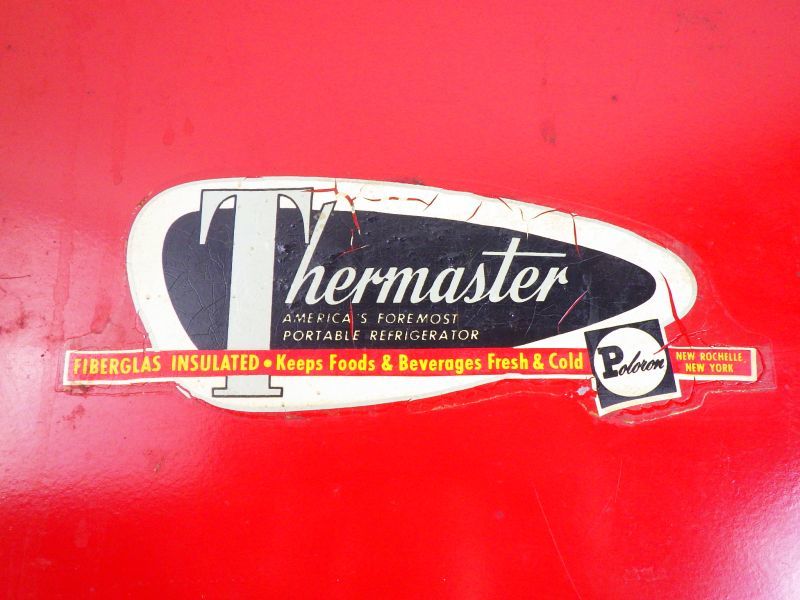 Thermaster
AMERICA'S FOREMOST
PORTABLE REFRIGERATOR
FIBERGLAS INSULATED • Keeps Foods & Beverages Fresh & Cold
Poloron
NEW ROCHELLE
NEW YORK